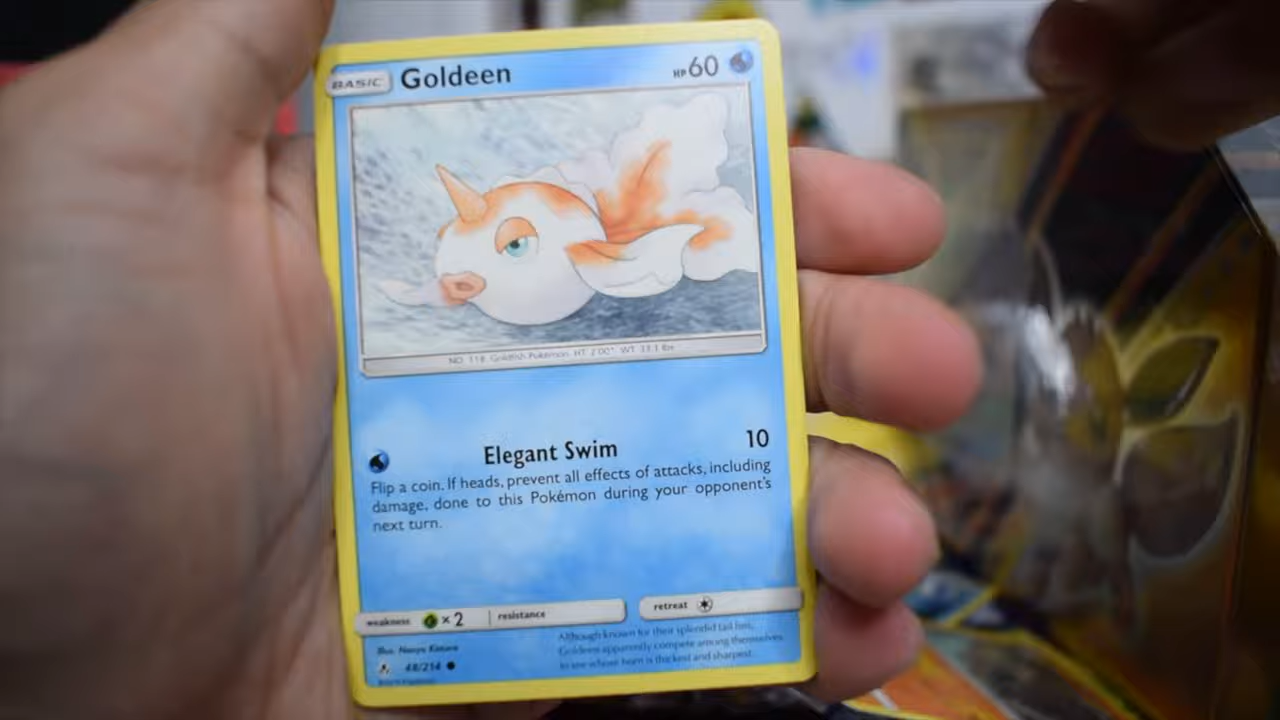 BASIC Goldeen HP 60
NO. 118 Goldfish Pokémon HT 2'00" WT 33.1 lbs
Elegant Swim 10
Flip a coin. If heads, prevent all effects of attacks, including
damage, done to this Pokémon during your opponent's
next turn.
weakness × 2 resistance retreat
Although known for their splendid tail fins,
Illus. Naoyo Kimura
Goldeens apparently compete among themselves
48/214
to see whose horn is thickest and sharpest.